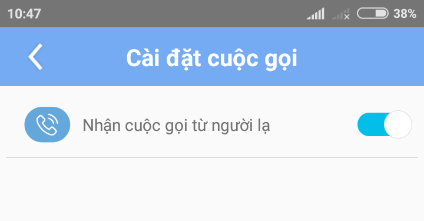 10:47 38%
Cài đặt cuộc gọi
Nhận cuộc gọi từ người lạ